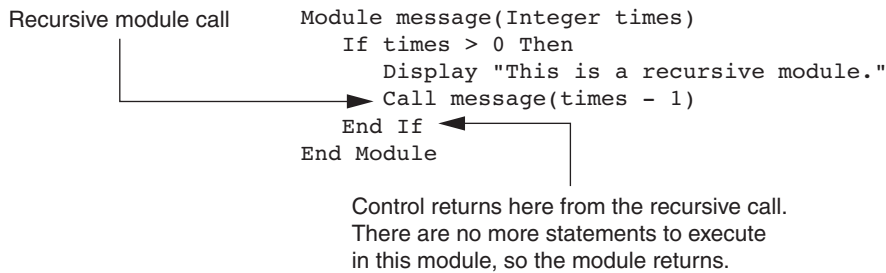 Recursive module call
Module message(Integer times)
If times > 0 Then
Display "This is a recursive module."
Call message(times - 1)
End If
End Module
Control returns here from the recursive call.
There are no more statements to execute
in this module, so the module returns.